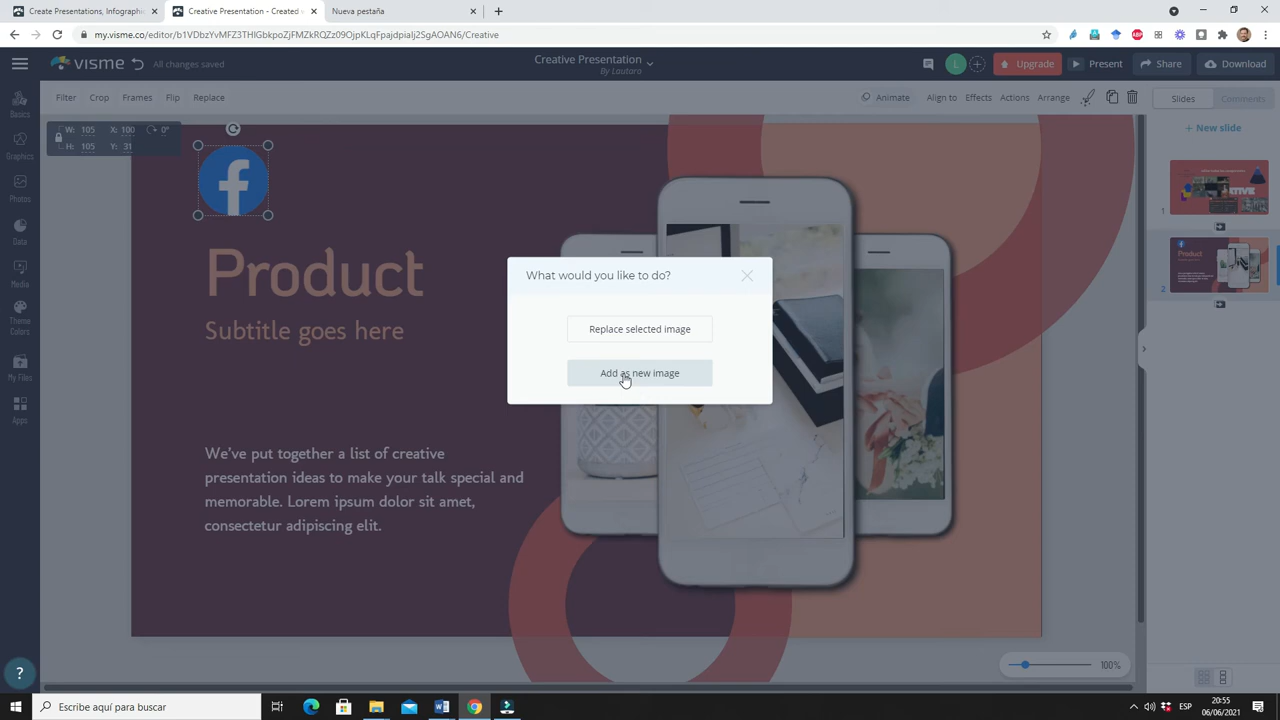 Create Presentations, Infographic
Creative Presentation - Created v
Nueva pestaña
my.visme.co/editor/b1VDbzYvMFZ3THlGbkpoZjFMZkRQZz09OjpKLqFpajdpialj2SgAOAN6/Creative
visme
All changes saved
Creative Presentation
By Lautaro
L
Upgrade
Present
Share
Download
Filter
Crop
Frames
Flip
Replace
Animate
Align to
Effects
Actions
Arrange
Slides
Comments
W: 105 X: 100 0°
H: 105 Y: 31
+ New slide
Basics
Graphics
Photos
Data
Media
Theme
Colors
My Files
Apps
Product
Subtitle goes here
We've put together a list of creative
presentation ideas to make your talk special and
memorable. Lorem ipsum dolor sit amet,
consectetur adipiscing elit.
What would you like to do?
Replace selected image
Add as new image
1
2
100%
?
Escribe aquí para buscar
ESP
20:55
06/06/2021